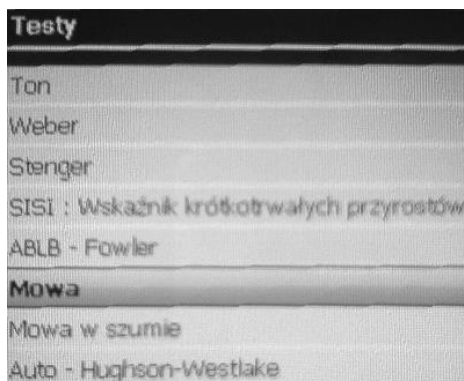 Testy
Ton
Weber
Stenger
SISI : Wskaźnik krótkotrwałych przyrostów
ABLB - Fowler
Mowa
Mowa w szumie
Auto - Hughson-Westlake